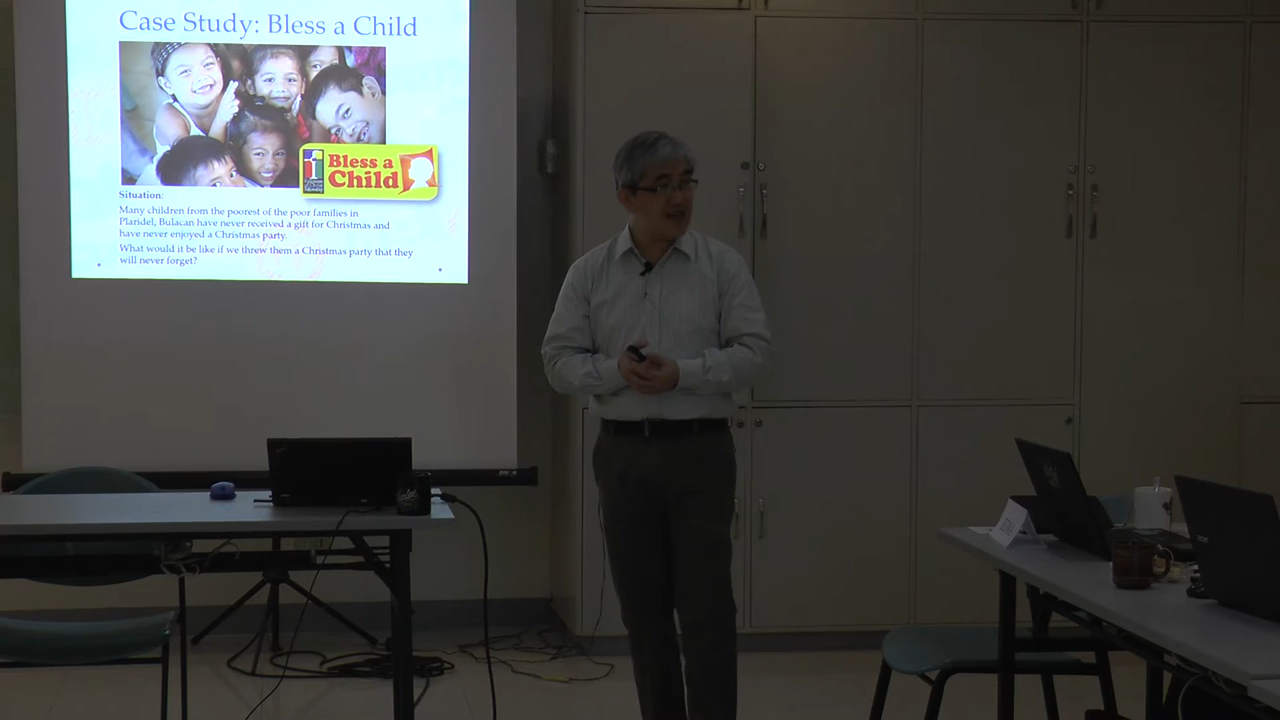 Case Study: Bless a Child
Bless a
Child
Situation:
Many children from the poorest of the poor families in
Plaridel, Bulacan have never received a gift for Christmas and
have never enjoyed a Christmas party.
What would it be like if we threw them a Christmas party that they
will never forget?